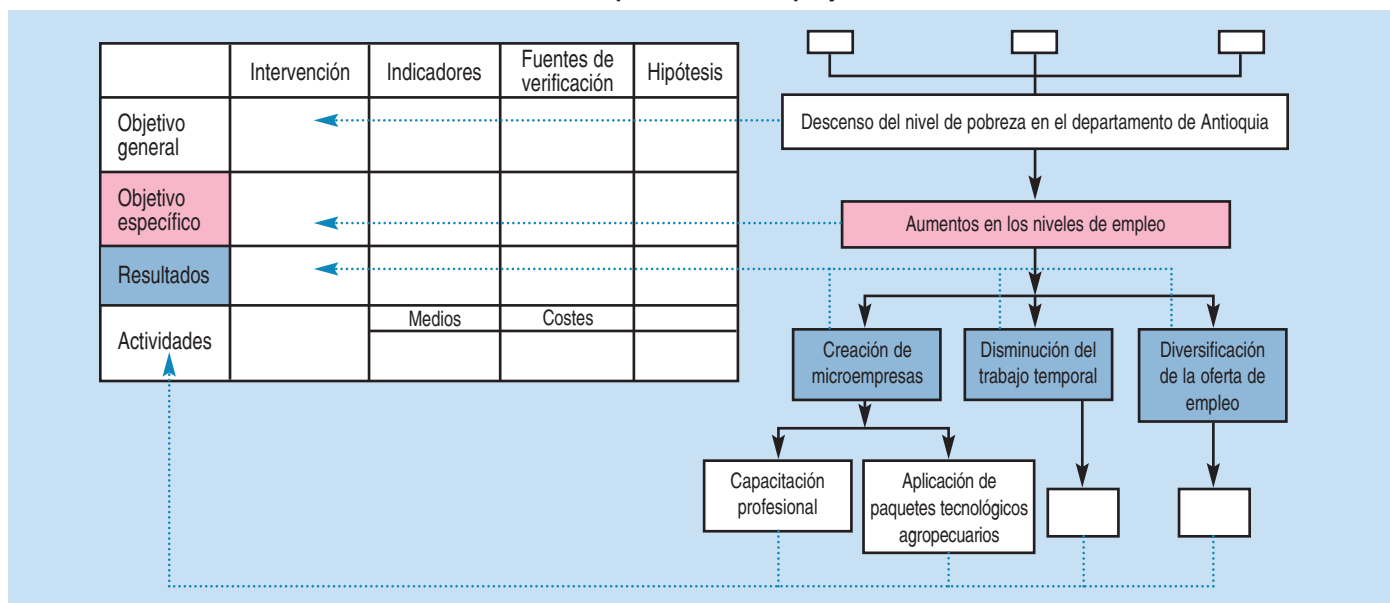 Intervención
Indicadores
Fuentes de
verificación
Hipótesis
Objetivo
general
Objetivo
específico
Resultados
Actividades
Medios
Costes
Descenso del nivel de pobreza en el departamento de Antioquia
Aumentos en los niveles de empleo
Creación de
microempresas
Disminución del
trabajo temporal
Diversificación
de la oferta de
empleo
Capacitación
profesional
Aplicación de
paquetes tecnológicos
agropecuarios